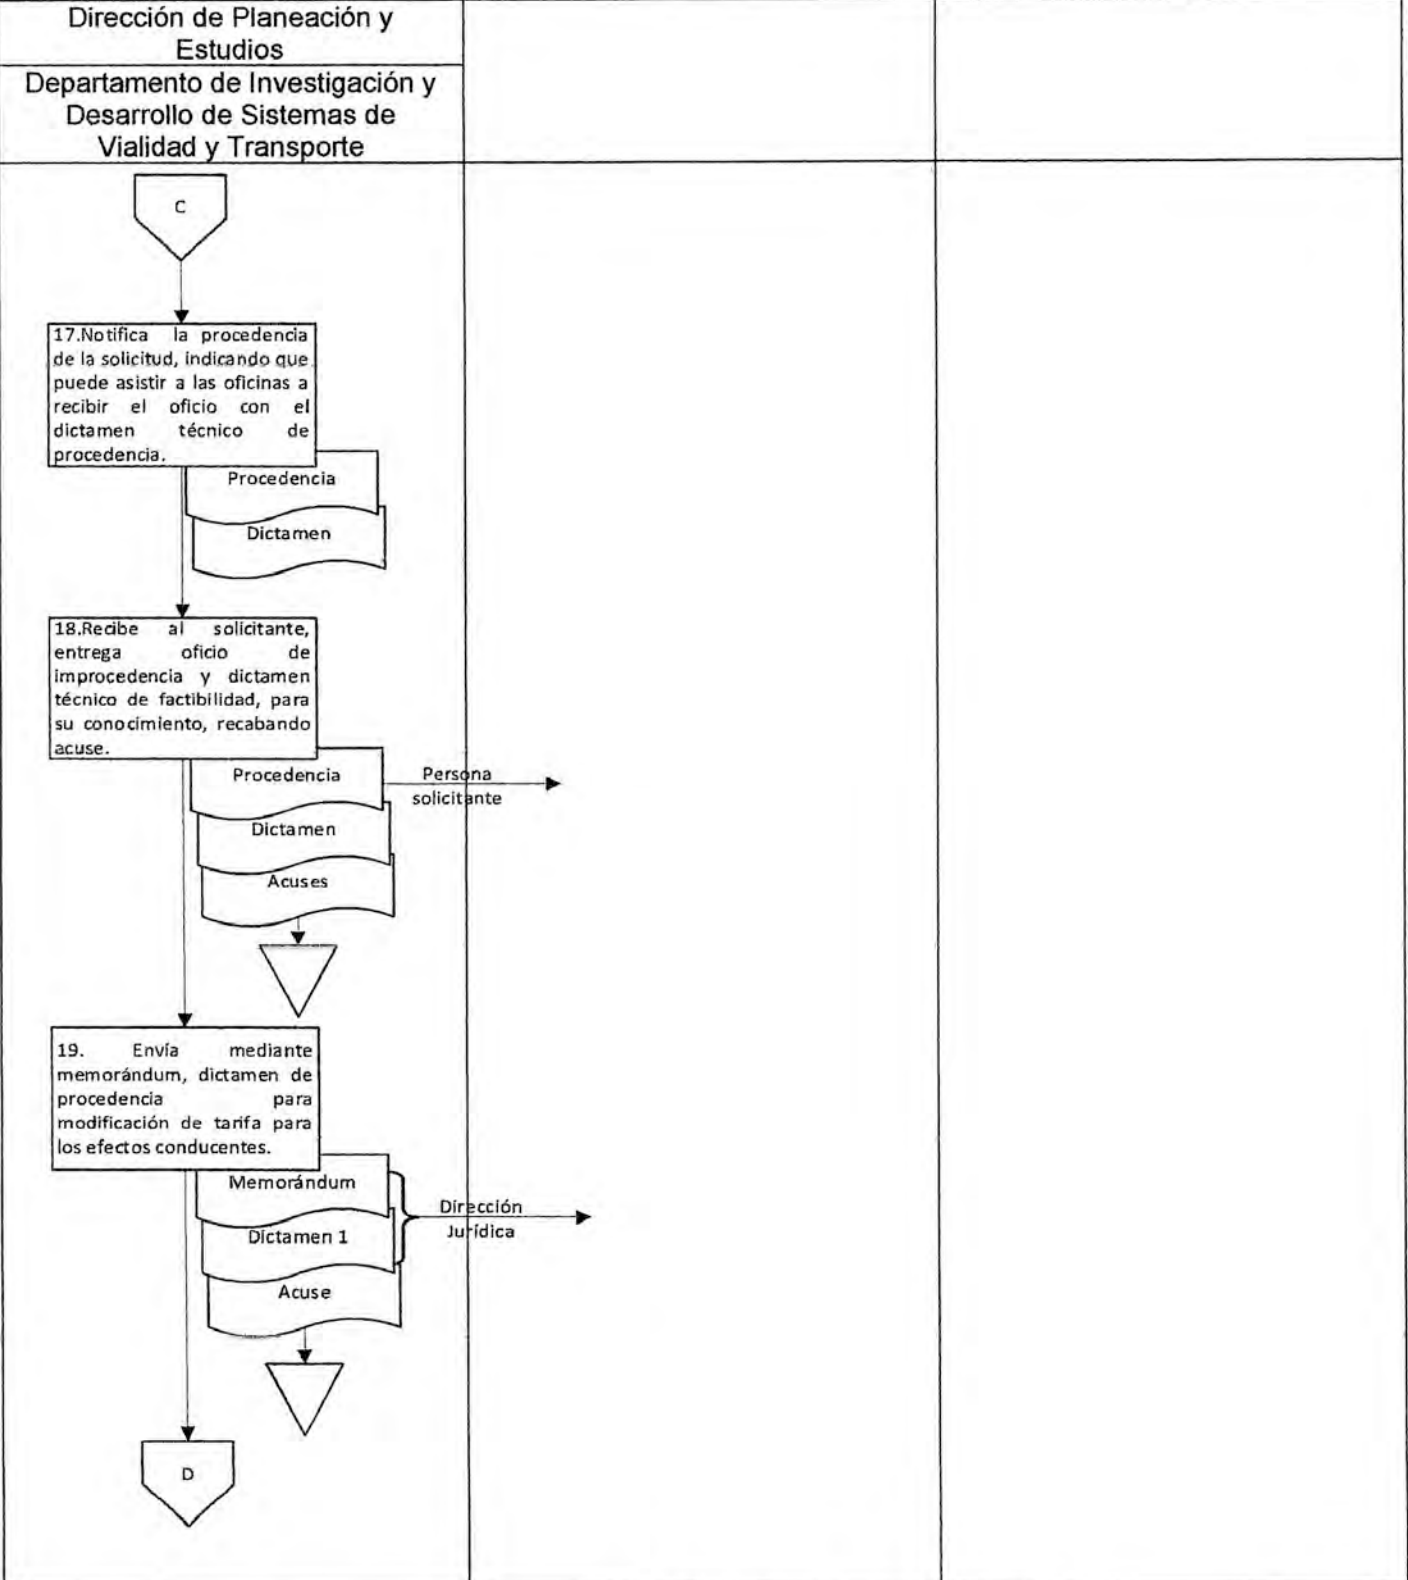 Dirección de Planeación y
Estudios
Departamento de Investigación y
Desarrollo de Sistemas de
Vialidad y Transporte
C
17.Notifica la procedencia
de la solicitud, indicando que
puede asistir a las oficinas a
recibir el oficio con el
dictamen técnico de
procedencia.
Procedencia
Dictamen
18.Recibe al solicitante,
entrega oficio de
improcedencia y dictamen
técnico de factibilidad, para
su conocimiento, recabando
acuse.
Procedencia
Persona
solicitante
Dictamen
Acuses
19. Envía mediante
memorándum, dictamen de
procedencia para
modificación de tarifa para
los efectos conducentes.
Memorándum
Dirección
Jurídica
Dictamen 1
Acuse
D